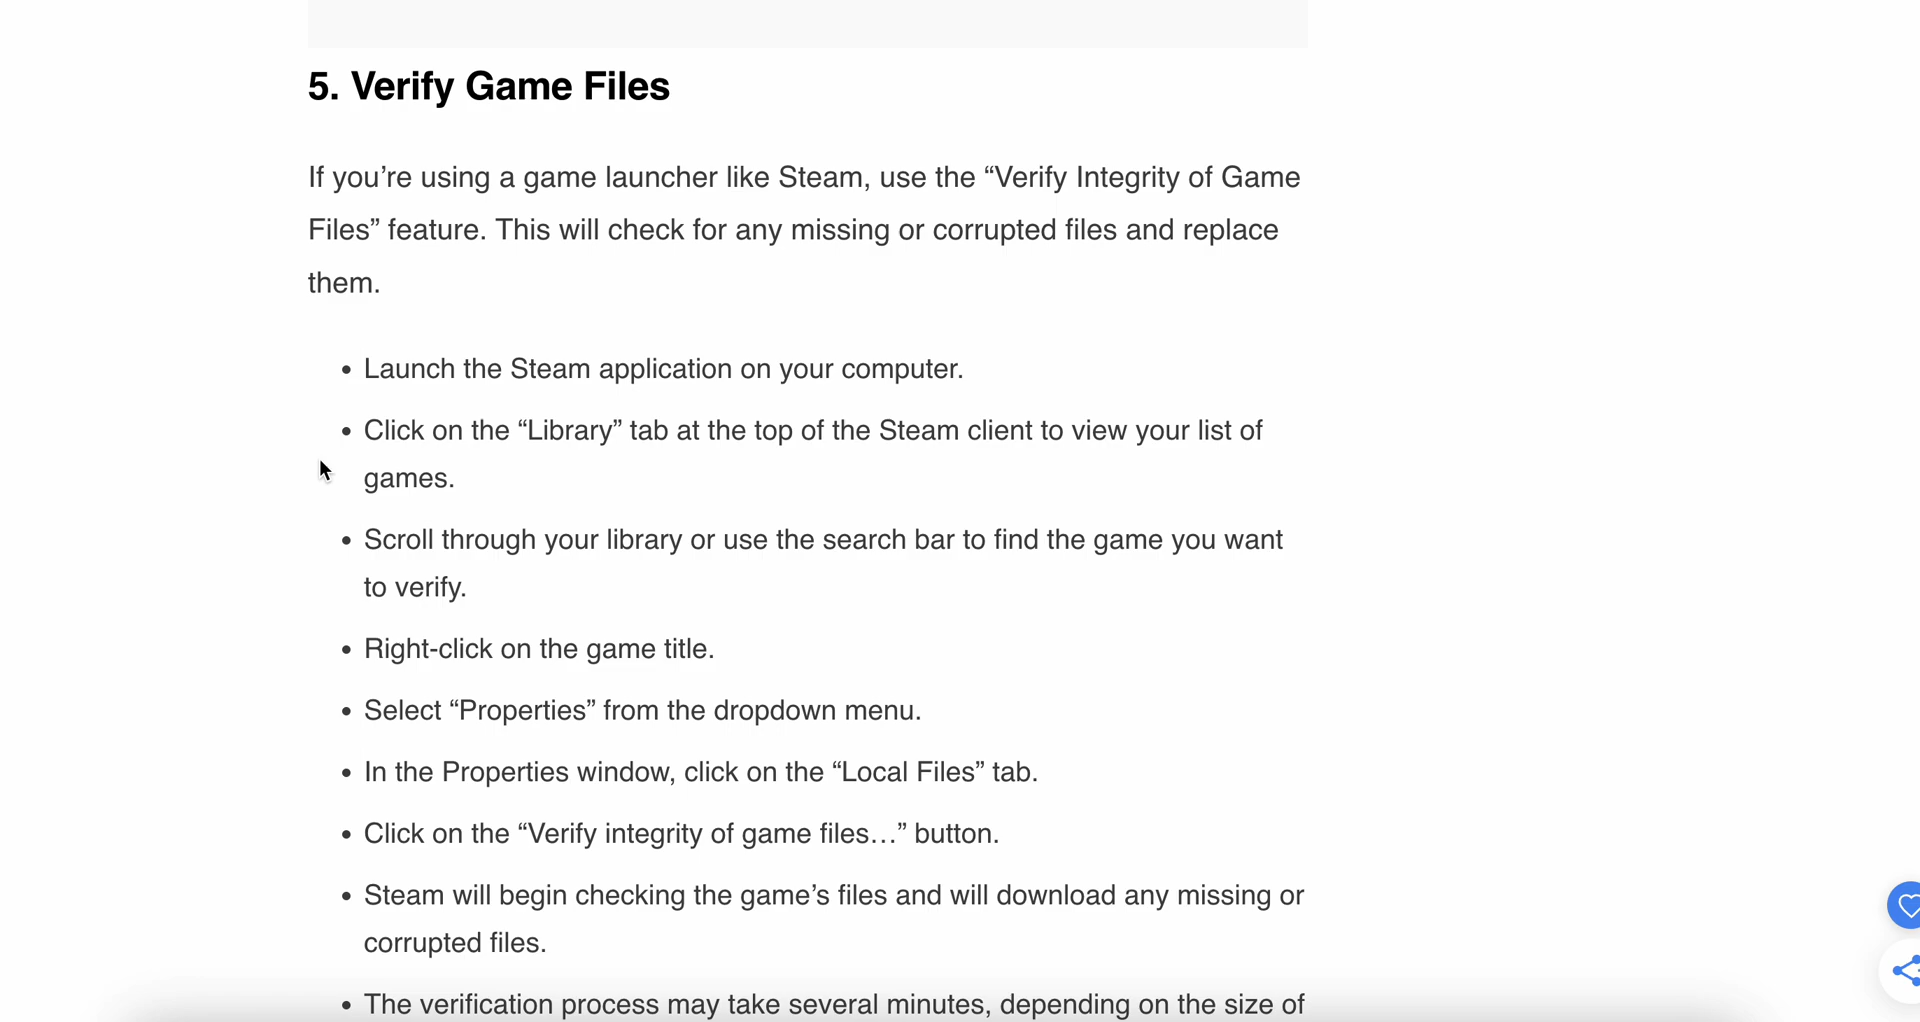 5. Verify Game Files
If you’re using a game launcher like Steam, use the “Verify Integrity of Game
Files” feature. This will check for any missing or corrupted files and replace
them.
• Launch the Steam application on your computer.
• Click on the “Library” tab at the top of the Steam client to view your list of
games.
• Scroll through your library or use the search bar to find the game you want
to verify.
• Right-click on the game title.
• Select “Properties” from the dropdown menu.
• In the Properties window, click on the “Local Files” tab.
• Click on the “Verify integrity of game files…” button.
• Steam will begin checking the game’s files and will download any missing or
corrupted files.
• The verification process may take several minutes, depending on the size of